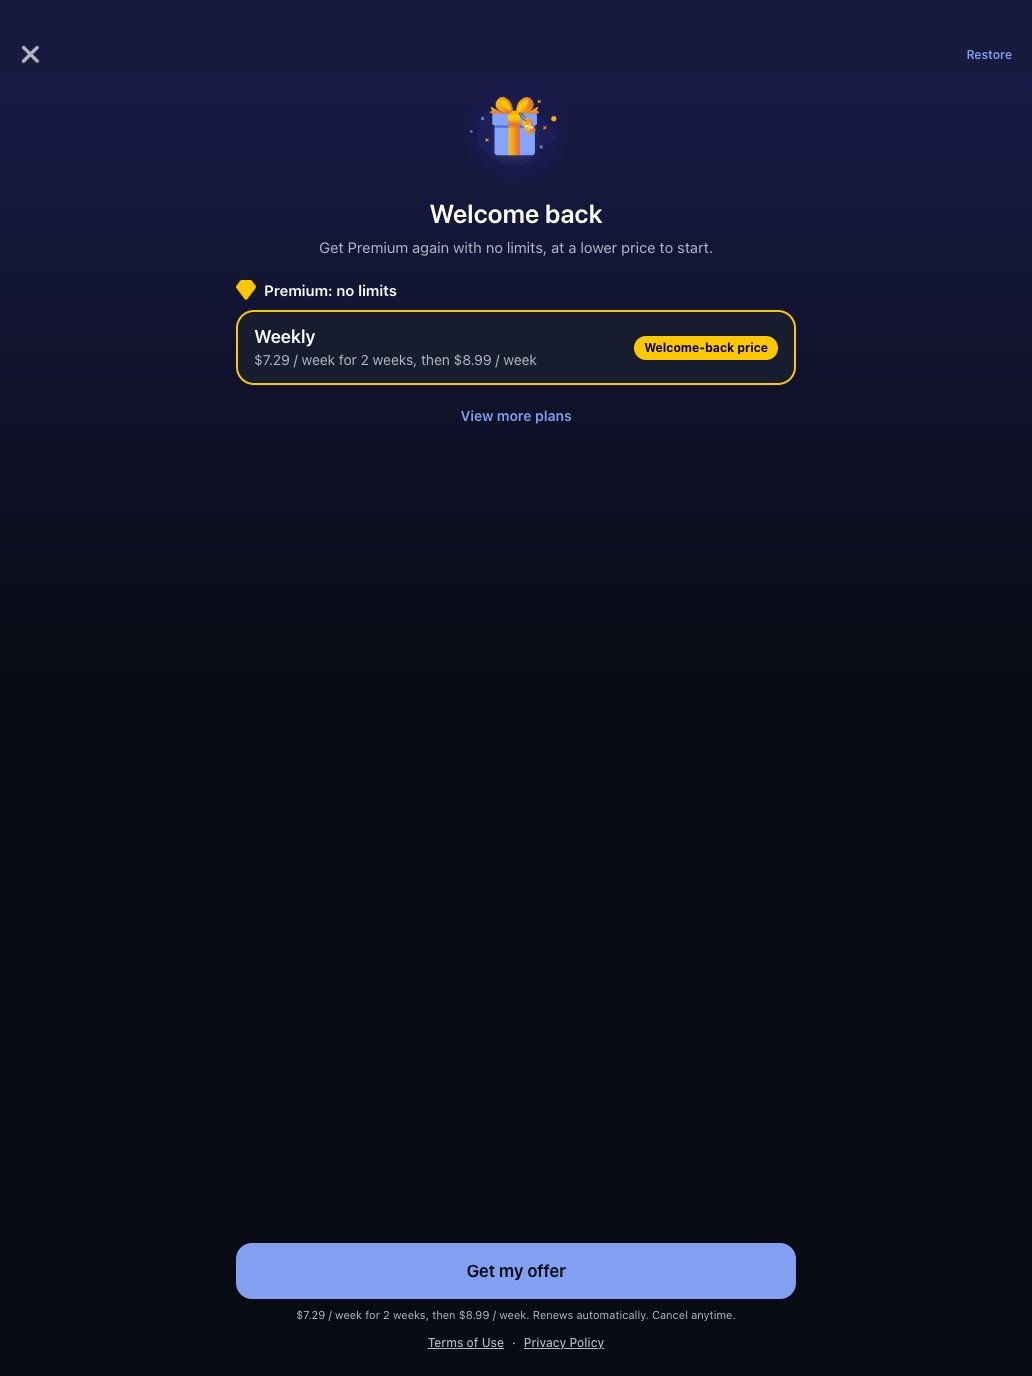 Restore
Welcome back
Get Premium again with no limits, at a lower price to start.
Premium: no limits
Weekly
$7.29 / week for 2 weeks, then $8.99 / week
Welcome-back price
View more plans
Get my offer
$7.29 / week for 2 weeks, then $8.99 / week. Renews automatically. Cancel anytime.
Terms of Use · Privacy Policy